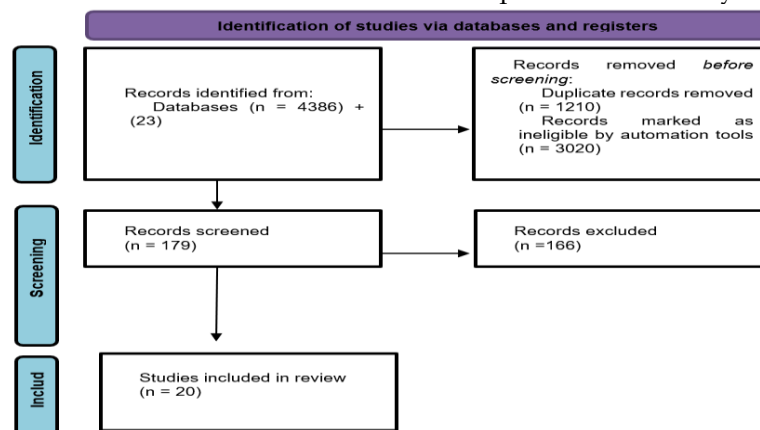 Identification of studies via databases and registers
Identification
Records identified from:
Databases (n = 4386) +
(23)
Records removed before
screening:
Duplicate records removed
(n = 1210)
Records marked as
ineligible by automation tools
(n = 3020)
Screening
Records screened
(n = 179)
Records excluded
(n =166)
Includ
Studies included in review
(n = 20)